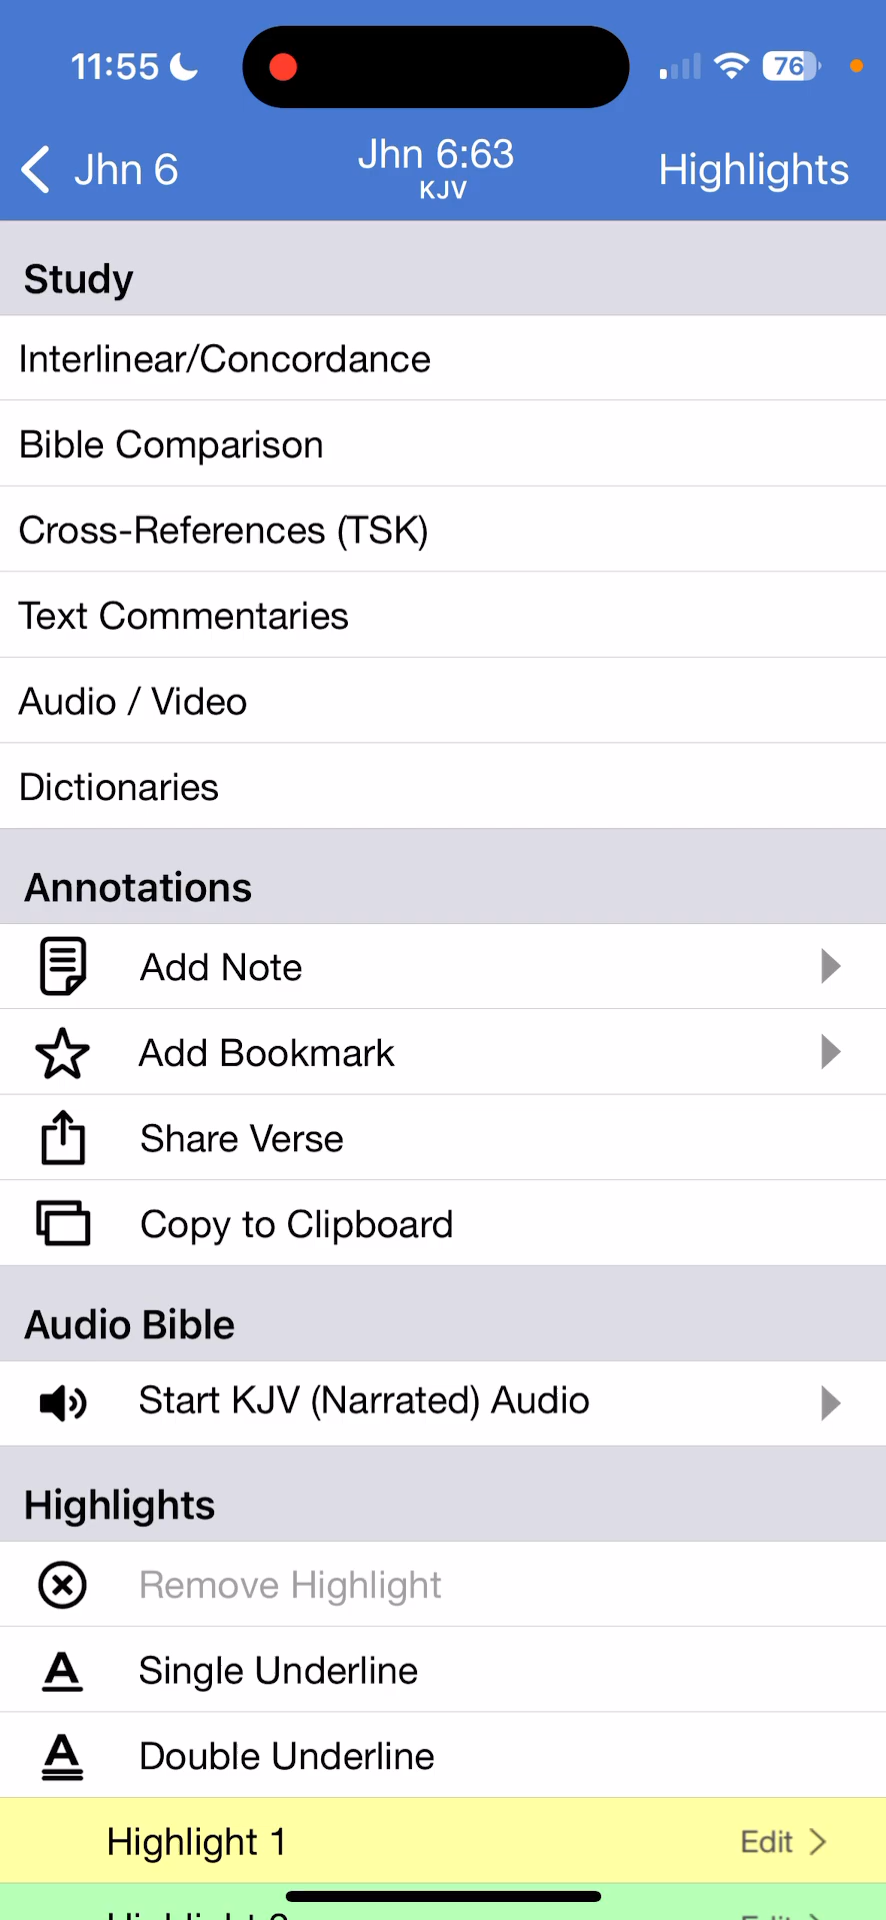 11:55
76
Jhn 6
Jhn 6:63
KJV
Highlights
Study
Interlinear/Concordance
Bible Comparison
Cross-References (TSK)
Text Commentaries
Audio / Video
Dictionaries
Annotations
Add Note
Add Bookmark
Share Verse
Copy to Clipboard
Audio Bible
Start KJV (Narrated) Audio
Highlights
Remove Highlight
A Single Underline
A Double Underline
Highlight 1 Edit